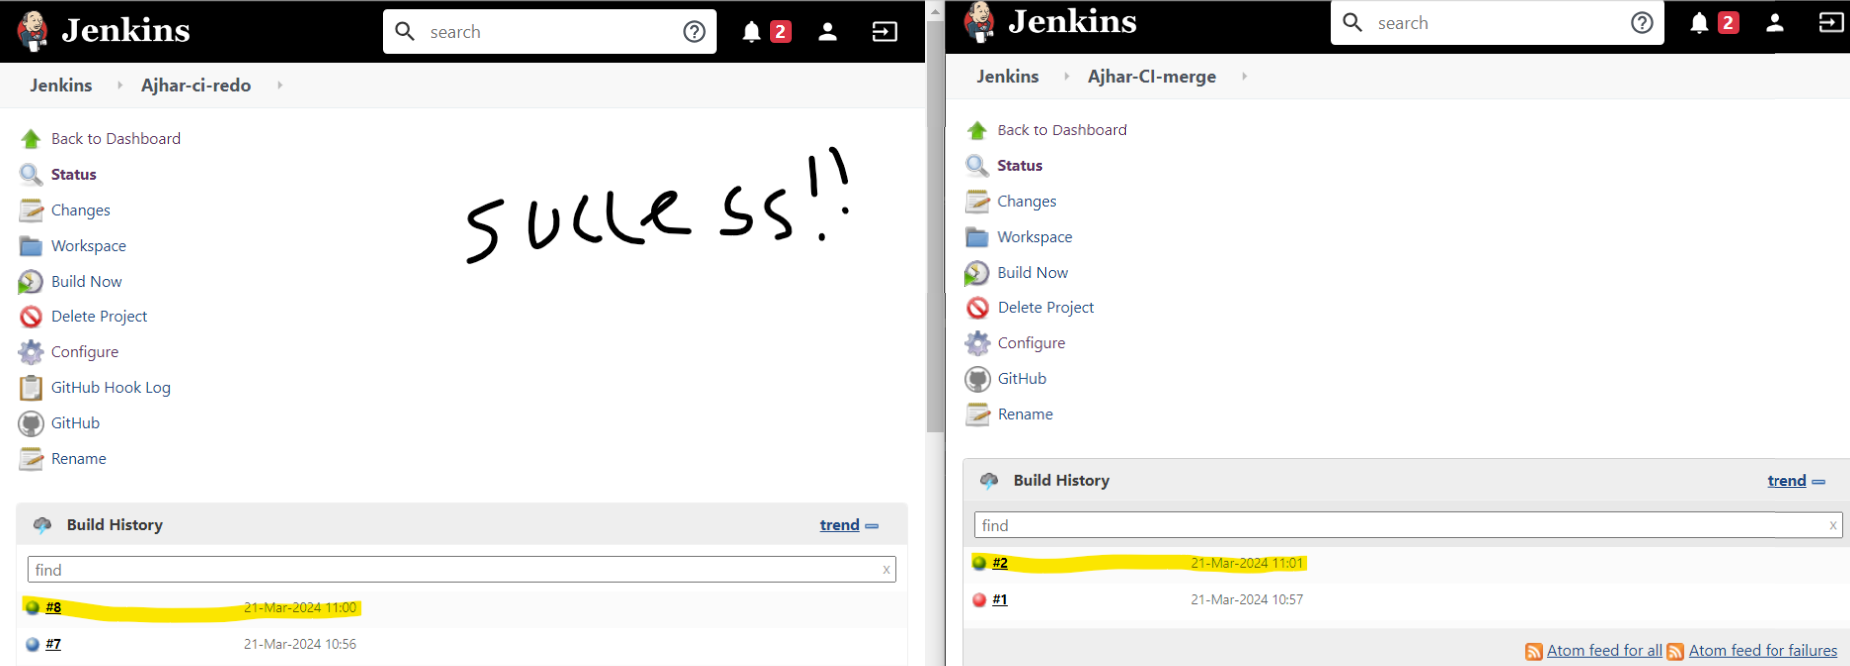 Jenkins
search
2
Jenkins
Ajhar-ci-redo
Back to Dashboard
Status
Changes
Workspace
Build Now
Delete Project
Configure
GitHub Hook Log
GitHub
Rename
success!!
Build History
trend
find
x
#8
21-Mar-2024 11:00
#7
21-Mar-2024 10:56
Jenkins
search
2
Jenkins
Ajhar-CI-merge
Back to Dashboard
Status
Changes
Workspace
Build Now
Delete Project
Configure
GitHub
Rename
Build History
trend
find
x
#2
21-Mar-2024 11:01
#1
21-Mar-2024 10:57
Atom feed for all
Atom feed for failures